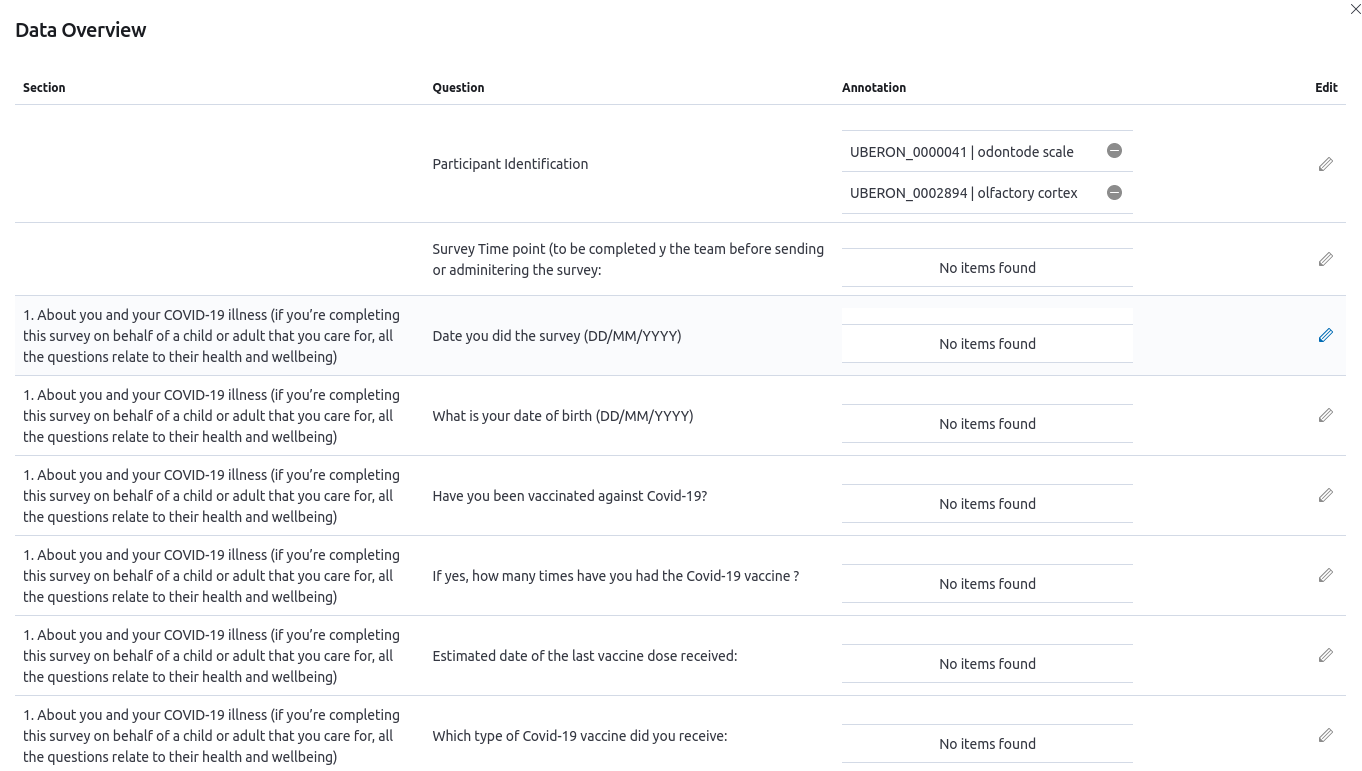 Data Overview
Section Question Annotation Edit
Participant Identification
UBERON_0000041 | odontode scale
UBERON_0002894 | olfactory cortex
Survey Time point (to be completed y the team before sending
or adminitering the survey:
No items found
1. About you and your COVID-19 illness (if you’re completing
this survey on behalf of a child or adult that you care for, all
the questions relate to their health and wellbeing)
Date you did the survey (DD/MM/YYYY)
No items found
1. About you and your COVID-19 illness (if you’re completing
this survey on behalf of a child or adult that you care for, all
the questions relate to their health and wellbeing)
What is your date of birth (DD/MM/YYYY)
No items found
1. About you and your COVID-19 illness (if you’re completing
this survey on behalf of a child or adult that you care for, all
the questions relate to their health and wellbeing)
Have you been vaccinated against Covid-19?
No items found
1. About you and your COVID-19 illness (if you’re completing
this survey on behalf of a child or adult that you care for, all
the questions relate to their health and wellbeing)
If yes, how many times have you had the Covid-19 vaccine ?
No items found
1. About you and your COVID-19 illness (if you’re completing
this survey on behalf of a child or adult that you care for, all
the questions relate to their health and wellbeing)
Estimated date of the last vaccine dose received:
No items found
1. About you and your COVID-19 illness (if you’re completing
this survey on behalf of a child or adult that you care for, all
the questions relate to their health and wellbeing)
Which type of Covid-19 vaccine did you receive:
No items found